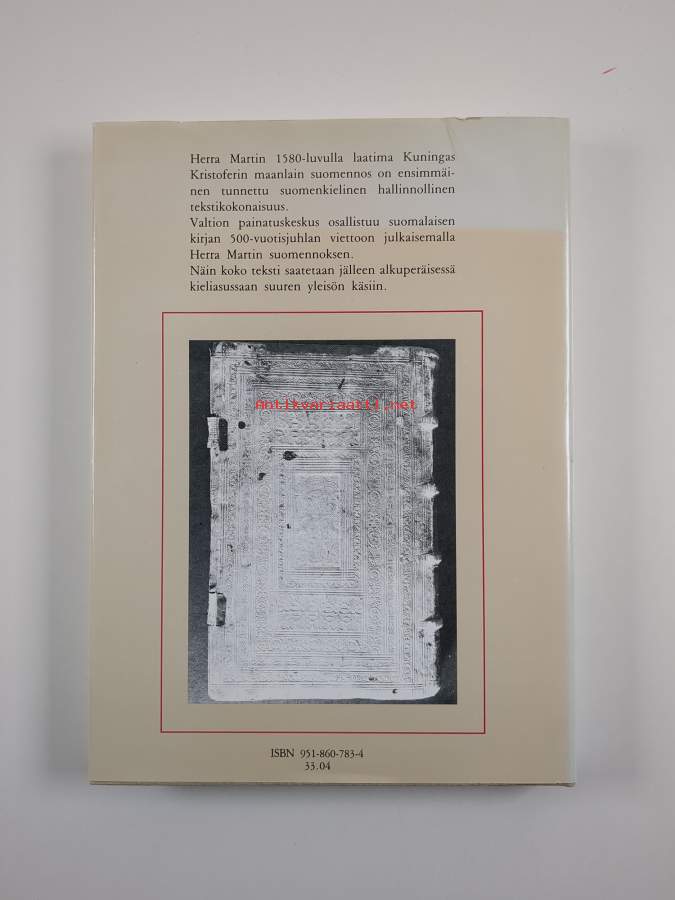 Herra Martin 1580-luvulla laatima Kuningas
Kristoferin maanlain suomennos on ensimmäi-
nen tunnettu suomenkielinen hallinnollinen
tekstikokonaisuus.
Valtion painatuskeskus osallistuu suomalaisen
kirjan 500-vuotisjuhlan viettoon julkaisemalla
Herra Martin suomennoksen.
Näin koko teksti saatetaan jälleen alkuperäisessä
kieliasussaan suuren yleisön käsiin.
Antikvariaatti.net
ISBN 951-860-783-4
33.04